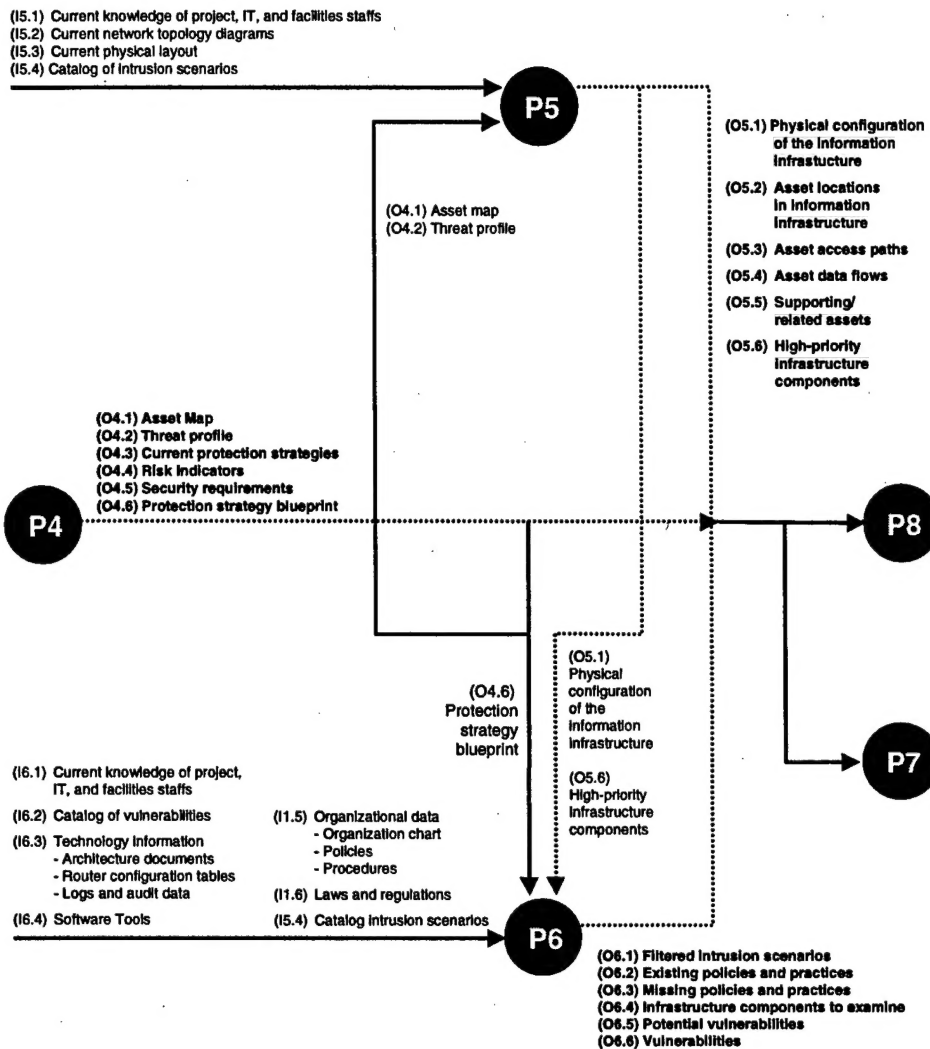 (I5.1) Current knowledge of project, IT, and facilities staffs
(I5.2) Current network topology diagrams
(I5.3) Current physical layout
(I5.4) Catalog of intrusion scenarios
P5
(O5.1) Physical configuration
of the information
infrastucture
(O5.2) Asset locations
in information
infrastructure
(O5.3) Asset access paths
(O5.4) Asset data flows
(O5.5) Supporting/
related assets
(O5.6) High-priority
infrastructure
components
(O4.1) Asset map
(O4.2) Threat profile
(O4.1) Asset Map
(O4.2) Threat profile
(O4.3) Current protection strategies
(O4.4) Risk indicators
(O4.5) Security requirements
(O4.6) Protection strategy blueprint
P4
P8
(O4.6)
Protection
strategy
blueprint
(O5.1)
Physical
configuration
of the
information
infrastructure
(O5.6)
High-priority
infrastructure
components
P7
(I6.1) Current knowledge of project,
IT, and facilities staffs
(I6.2) Catalog of vulnerabilities
(I6.3) Technology information
- Architecture documents
- Router configuration tables
- Logs and audit data
(I6.4) Software Tools
(I1.5) Organizational data
- Organization chart
- Policies
- Procedures
(I1.6) Laws and regulations
(I5.4) Catalog intrusion scenarios
P6
(O6.1) Filtered intrusion scenarios
(O6.2) Existing policies and practices
(O6.3) Missing policies and practices
(O6.4) Infrastructure components to examine
(O6.5) Potential vulnerabilities
(O6.6) Vulnerabilities